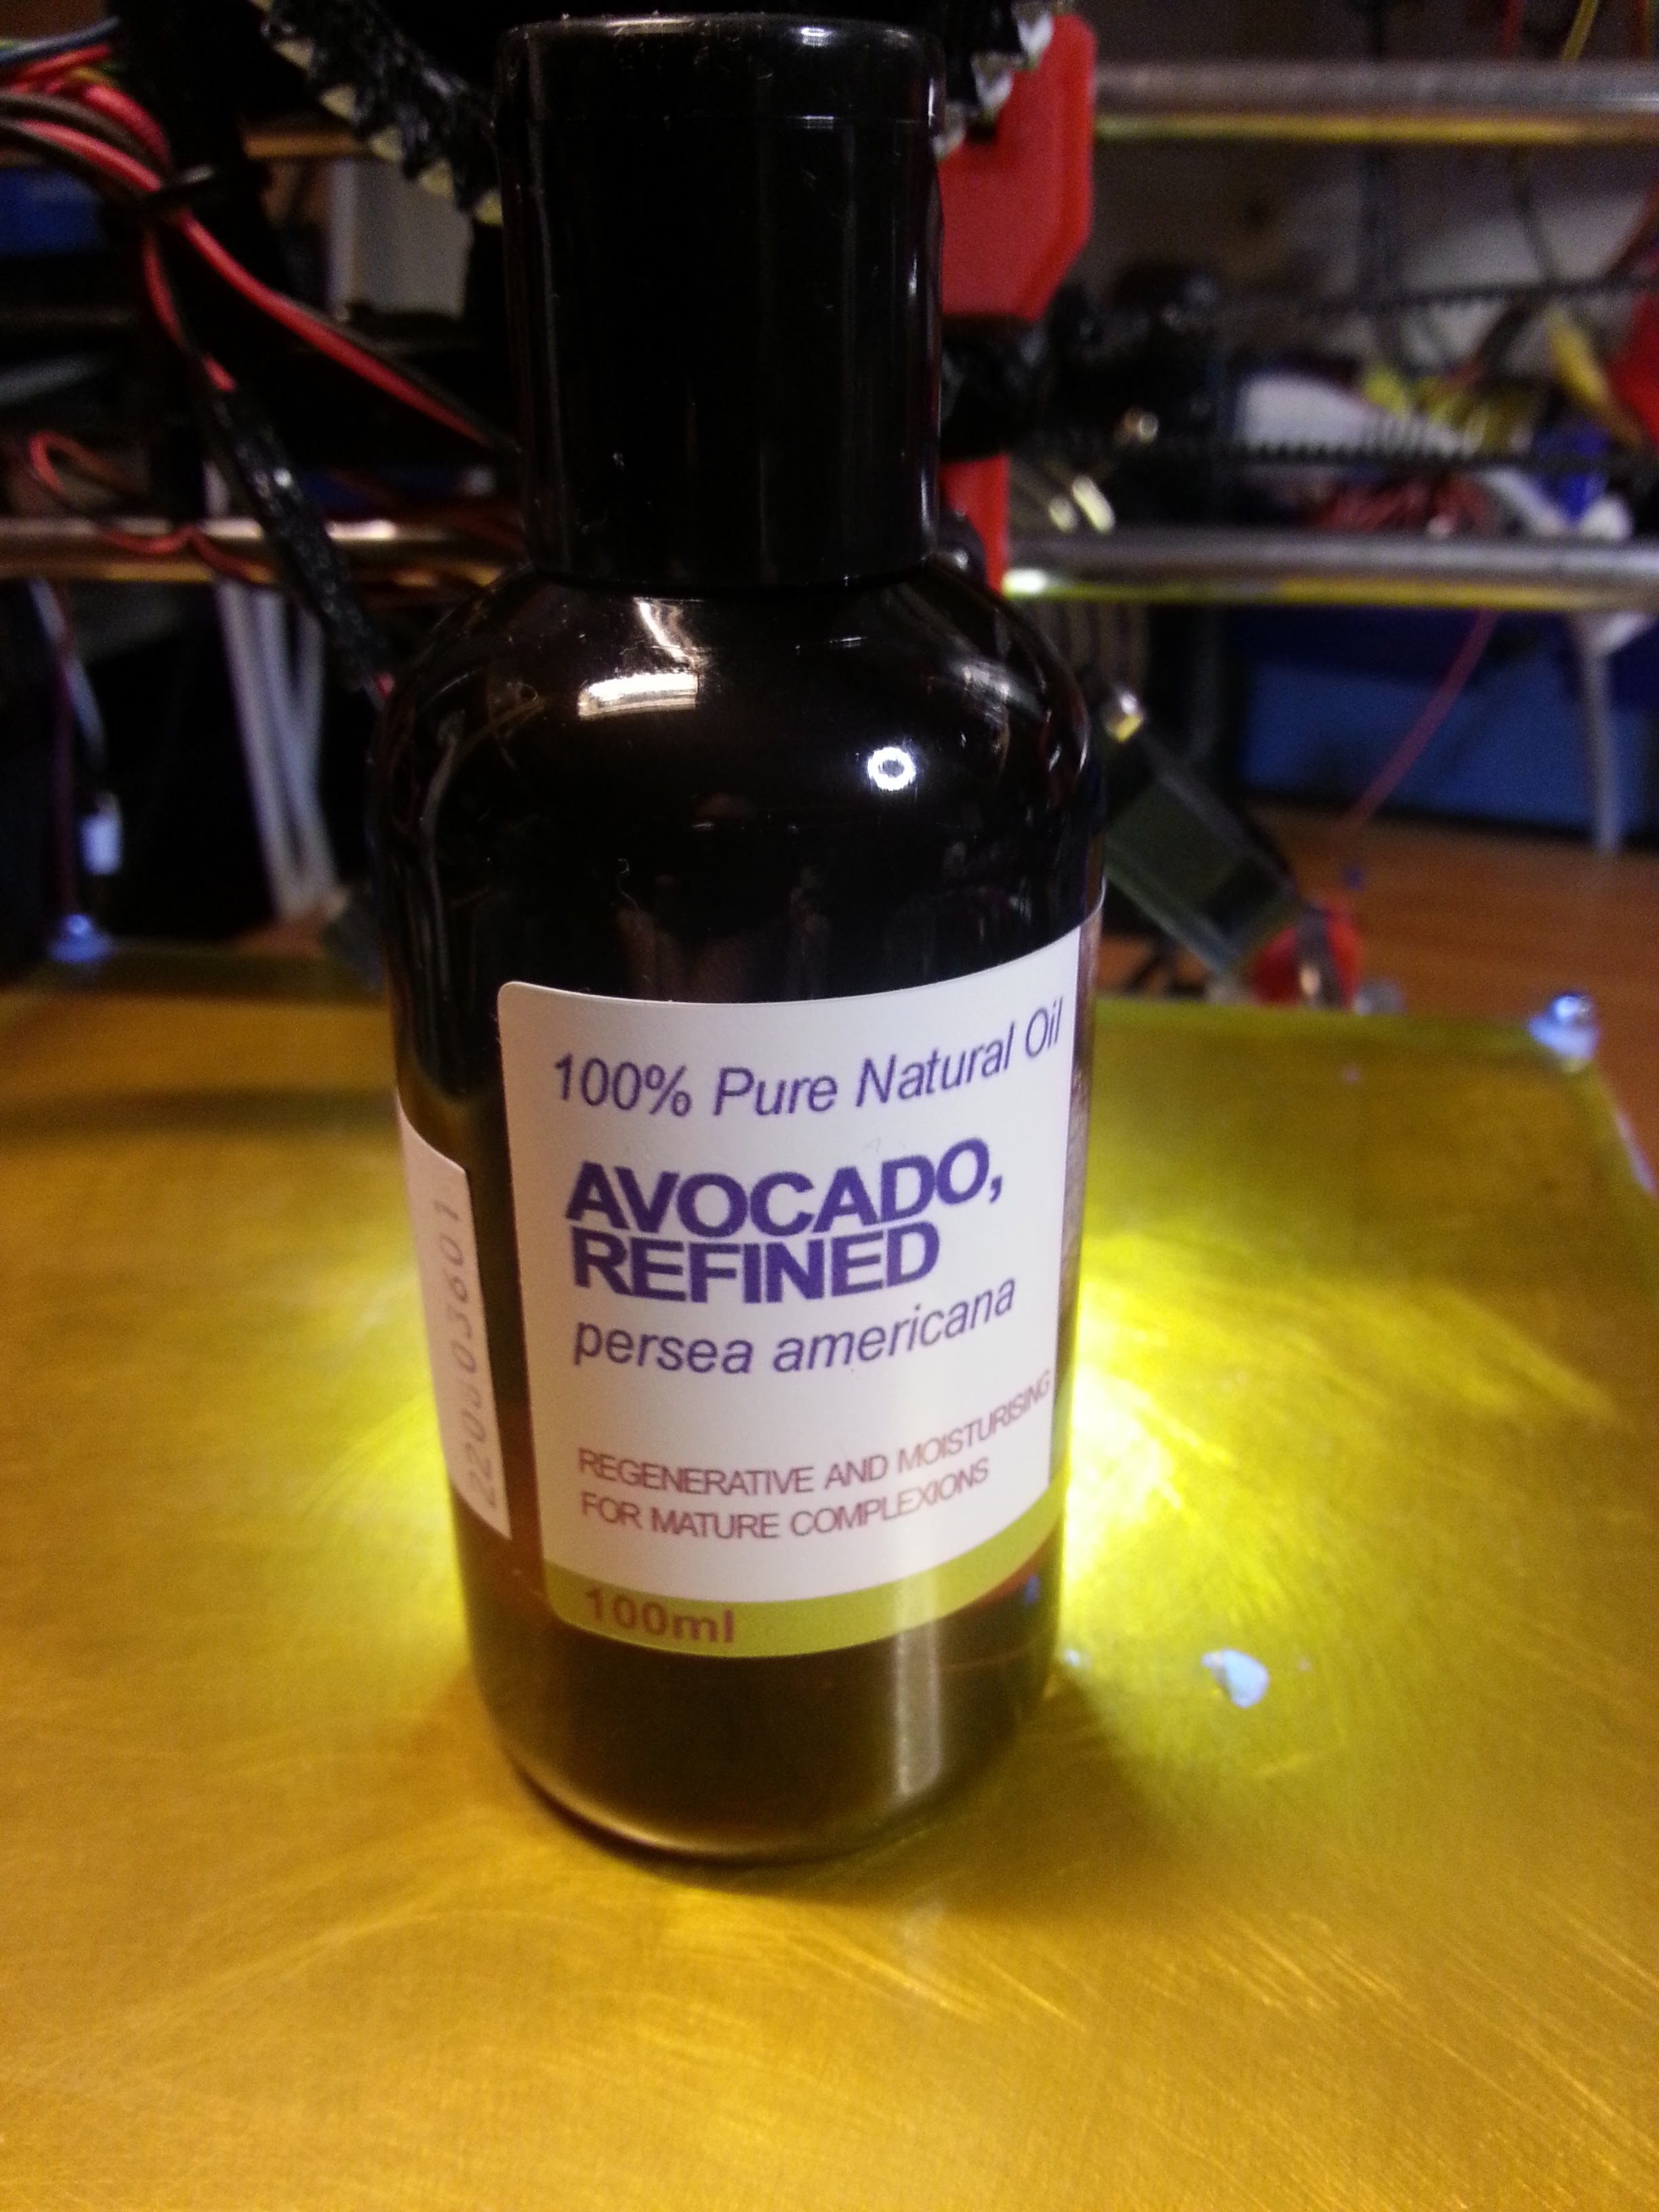 100% Pure Natural Oil
AVOCADO,
REFINED
persea americana
REGENERATIVE AND MOISTURISING
FOR MATURE COMPLEXIONS
100ml